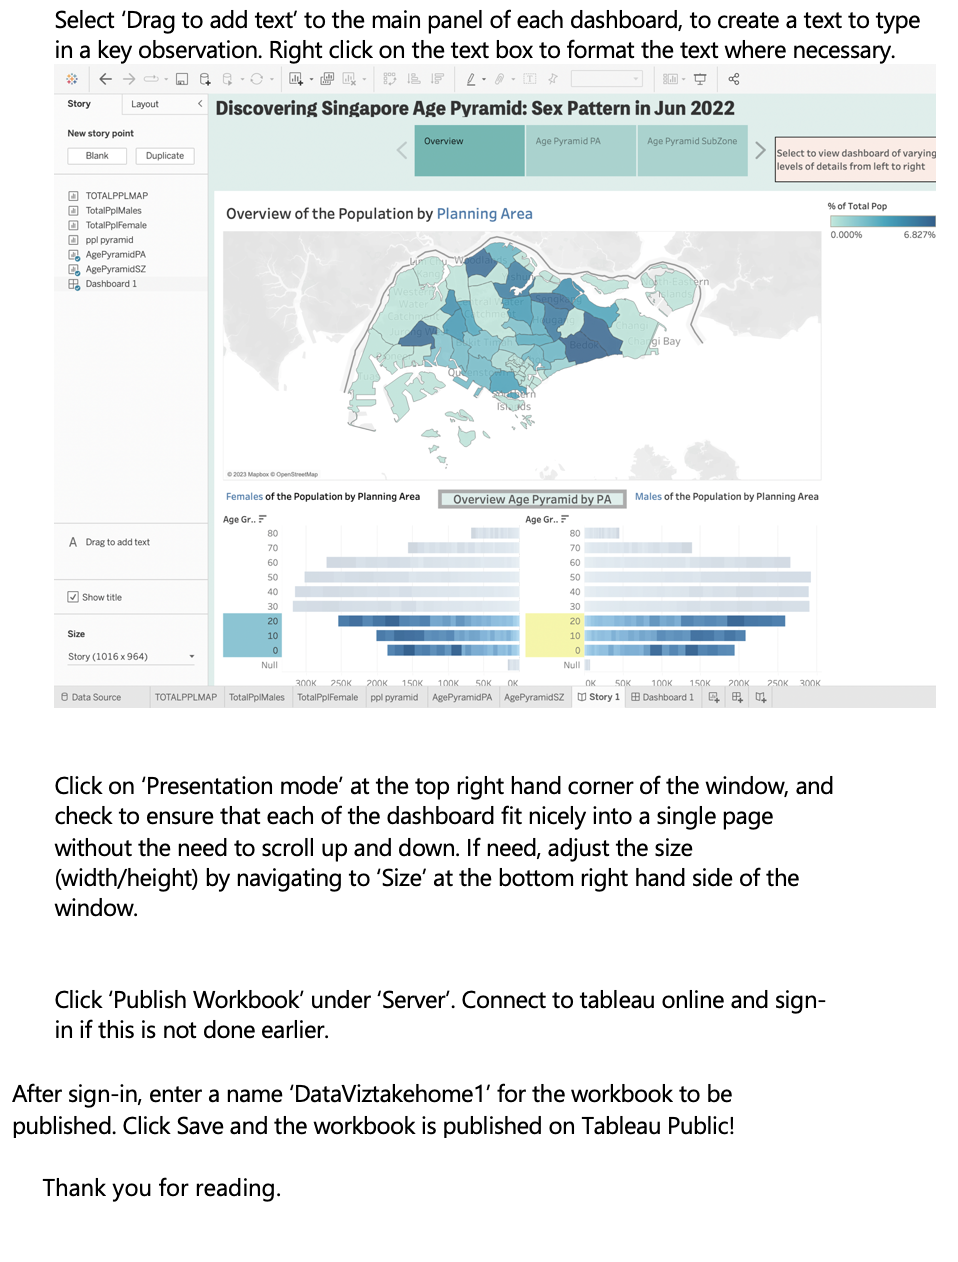 Select ‘Drag to add text’ to the main panel of each dashboard, to create a text to type
in a key observation. Right click on the text box to format the text where necessary.
Story
Layout
Discovering Singapore Age Pyramid: Sex Pattern in Jun 2022
New story point
Blank
Duplicate
Overview
Age Pyramid PA
Age Pyramid SubZone
Select to view dashboard of varying
levels of details from left to right
TOTALPPLMAP
TotalPplMales
TotalPplFemale
ppl pyramid
AgePyramidPA
AgePyramidSZ
Dashboard 1
Overview of the Population by Planning Area
% of Total Pop
0.000%
6.827%
Sengkang
Bedok
Changi
gi Bay
© 2023 Mapbox © OpenStreetMap
Females of the Population by Planning Area
Overview Age Pyramid by PA
Males of the Population by Planning Area
Age Gr..
Age Gr..
80
80
70
70
60
60
50
50
40
40
30
30
20
20
10
10
0
0
Null
Null
300K 250K 200K 150K 100K 50K 0K
0K 50K 100K 150K 200K 250K 300K
A Drag to add text
Show title
Size
Story (1016 x 964)
Data Source
TOTALPPLMAP
TotalPplMales
TotalPplFemale
ppl pyramid
AgePyramidPA
AgePyramidSZ
Story 1
Dashboard 1
Click on ‘Presentation mode’ at the top right hand corner of the window, and
check to ensure that each of the dashboard fit nicely into a single page
without the need to scroll up and down. If need, adjust the size
(width/height) by navigating to ‘Size’ at the bottom right hand side of the
window.
Click ‘Publish Workbook’ under ‘Server’. Connect to tableau online and sign-
in if this is not done earlier.
After sign-in, enter a name ‘DataViztakehome1’ for the workbook to be
published. Click Save and the workbook is published on Tableau Public!
Thank you for reading.